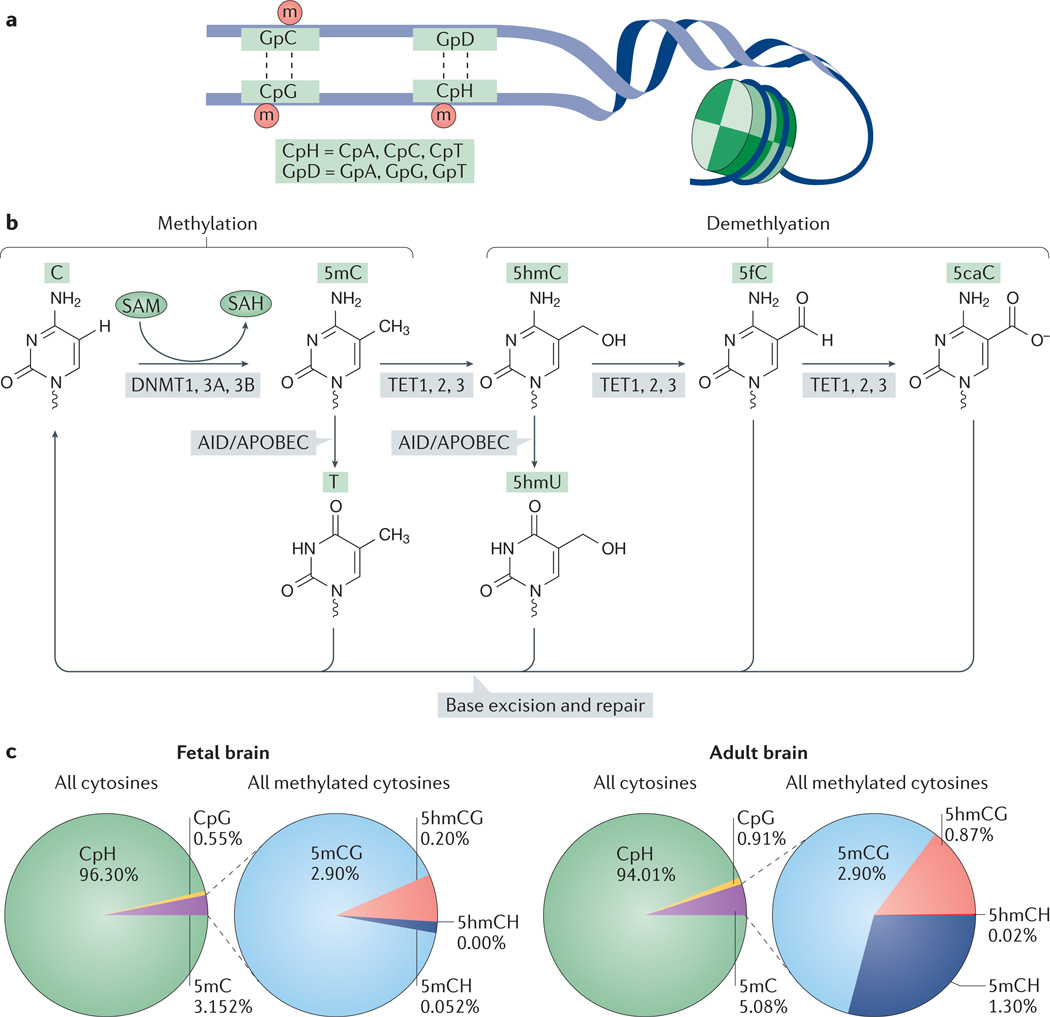 a
m
GpC
GpD
CpG
CpH
m
m
CpH = CpA, CpC, CpT
GpD = GpA, GpG, GpT
b
Methylation
Demethlyation
C
5mC
5hmC
5fC
5caC
NH2
SAM
SAH
NH2
NH2
NH2
O
NH2
O
H
CH3
OH
H
O−
N
N
N
N
N
O
N
O
N
O
N
O
N
O
N
DNMT1, 3A, 3B
TET1, 2, 3
TET1, 2, 3
TET1, 2, 3
AID/APOBEC
AID/APOBEC
T
5hmU
O
O
CH3
OH
HN
HN
O
N
O
N
Base excision and repair
c
Fetal brain
Adult brain
All cytosines
All methylated cytosines
All cytosines
All methylated cytosines
CpG
0.55%
CpH
96.30%
5mC
3.152%
5mCG
2.90%
5hmCG
0.20%
5hmCH
0.00%
5mCH
0.052%
CpG
0.91%
CpH
94.01%
5mC
5.08%
5mCG
2.90%
5hmCG
0.87%
5hmCH
0.02%
5mCH
1.30%